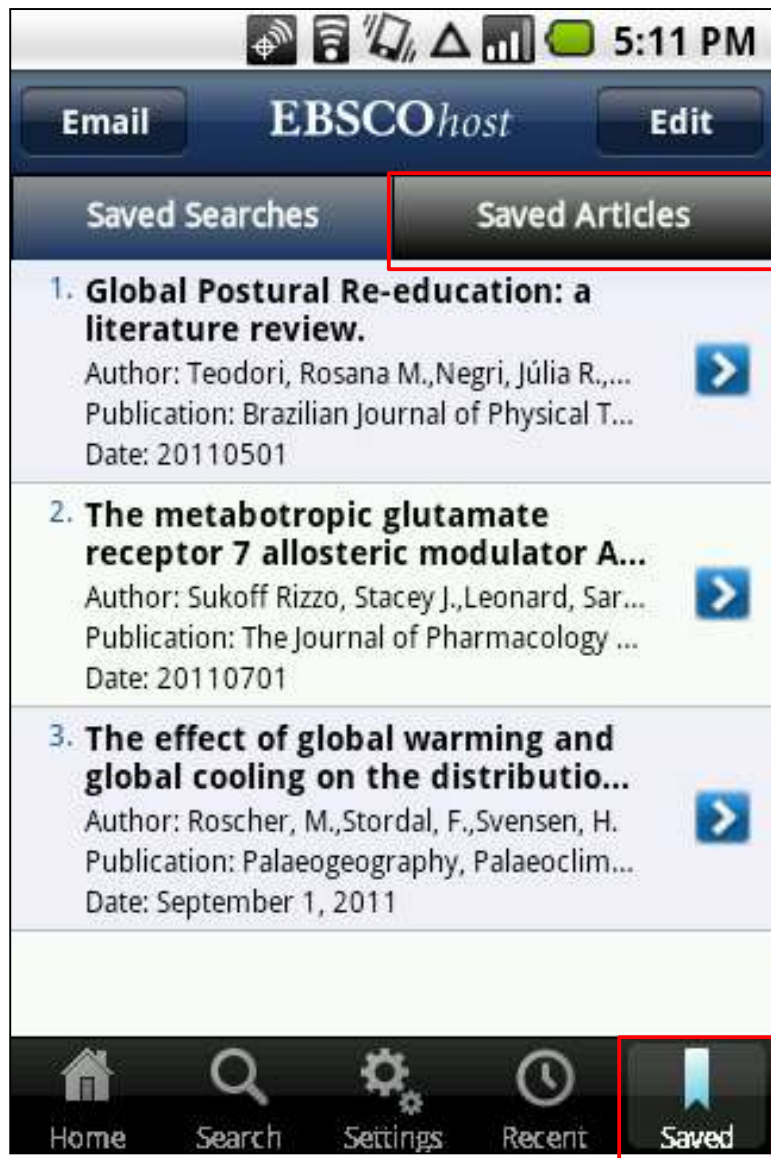 5:11 PM
Email EBSCOhost Edit
Saved Searches Saved Articles
1. Global Postural Re-education: a
literature review.
Author: Teodori, Rosana M.,Negri, Júlia R.,...
Publication: Brazilian Journal of Physical T...
Date: 20110501
2. The metabotropic glutamate
receptor 7 allosteric modulator A...
Author: Sukoff Rizzo, Stacey J.,Leonard, Sar...
Publication: The Journal of Pharmacology ...
Date: 20110701
3. The effect of global warming and
global cooling on the distributio...
Author: Roscher, M.,Stordal, F.,Svensen, H.
Publication: Palaeogeography, Palaeoclim...
Date: September 1, 2011
Home Search Settings Recent Saved